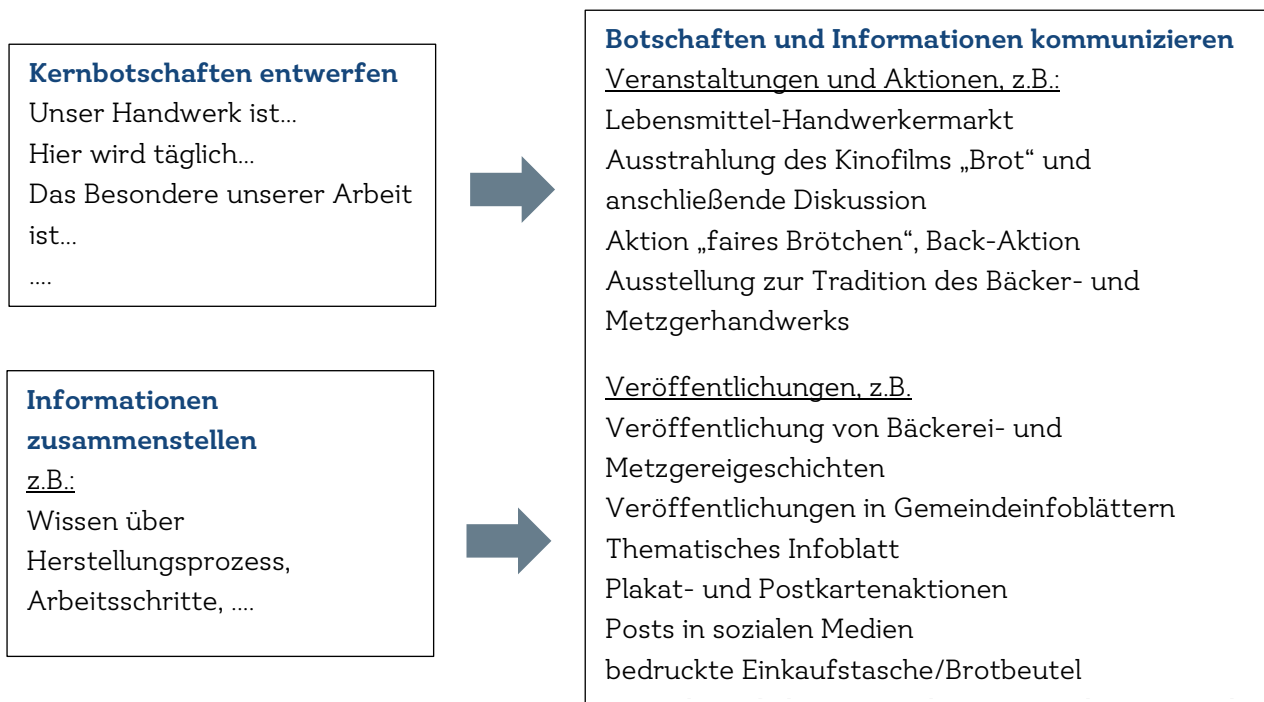 Kernbotschaften entwerfen
Unser Handwerk ist...
Hier wird täglich...
Das Besondere unserer Arbeit
ist...
....
Informationen
zusammenstellen
z.B.:
Wissen über
Herstellungsprozess,
Arbeitsschritte, ....
Botschaften und Informationen kommunizieren
Veranstaltungen und Aktionen, z.B.:
Lebensmittel-Handwerkermarkt
Ausstrahlung des Kinofilms „Brot“ und
anschließende Diskussion
Aktion „faires Brötchen“, Back-Aktion
Ausstellung zur Tradition des Bäcker- und
Metzgerhandwerks
Veröffentlichungen, z.B.
Veröffentlichung von Bäckerei- und
Metzgereigeschichten
Veröffentlichungen in Gemeindeinfoblättern
Thematisches Infoblatt
Plakat- und Postkartenaktionen
Posts in sozialen Medien
bedruckte Einkaufstasche/Brotbeutel